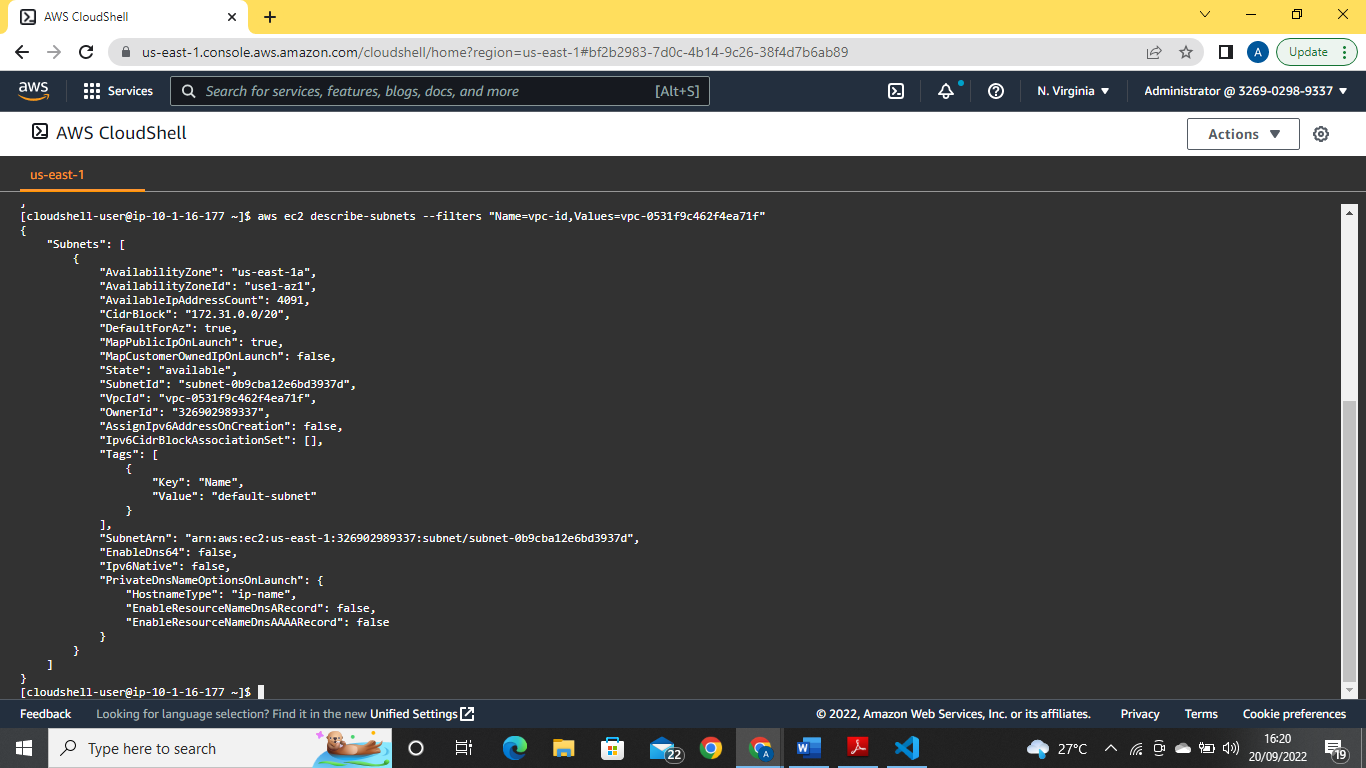 AWS CloudShell
us-east-1.console.aws.amazon.com/cloudshell/home?region=us-east-1#bf2b2983-7d0c-4b14-9c26-38f4d7b6ab89
A
Update
aws
Services
Search for services, features, blogs, docs, and more
[Alt+S]
N. Virginia
Administrator @ 3269-0298-9337
AWS CloudShell
Actions
us-east-1
[cloudshell-user@ip-10-1-16-177 ~]$ aws ec2 describe-subnets --filters "Name=vpc-id,Values=vpc-0531f9c462f4ea71f"
{
    "Subnets": [
        {
            "AvailabilityZone": "us-east-1a",
            "AvailabilityZoneId": "use1-az1",
            "AvailableIpAddressCount": 4091,
            "CidrBlock": "172.31.0.0/20",
            "DefaultForAz": true,
            "MapPublicIpOnLaunch": true,
            "MapCustomerOwnedIpOnLaunch": false,
            "State": "available",
            "SubnetId": "subnet-0b9cba12e6bd3937d",
            "VpcId": "vpc-0531f9c462f4ea71f",
            "OwnerId": "326902989337",
            "AssignIpv6AddressOnCreation": false,
            "Ipv6CidrBlockAssociationSet": [],
            "Tags": [
                {
                    "Key": "Name",
                    "Value": "default-subnet"
                }
            ],
            "SubnetArn": "arn:aws:ec2:us-east-1:326902989337:subnet/subnet-0b9cba12e6bd3937d",
            "EnableDns64": false,
            "Ipv6Native": false,
            "PrivateDnsNameOptionsOnLaunch": {
                "HostnameType": "ip-name",
                "EnableResourceNameDnsARecord": false,
                "EnableResourceNameDnsAAAARecord": false
            }
        }
    ]
}
[cloudshell-user@ip-10-1-16-177 ~]$
Feedback
Looking for language selection? Find it in the new Unified Settings
© 2022, Amazon Web Services, Inc. or its affiliates.
Privacy
Terms
Cookie preferences
Type here to search
22
A
27°C
16:20
20/09/2022
19